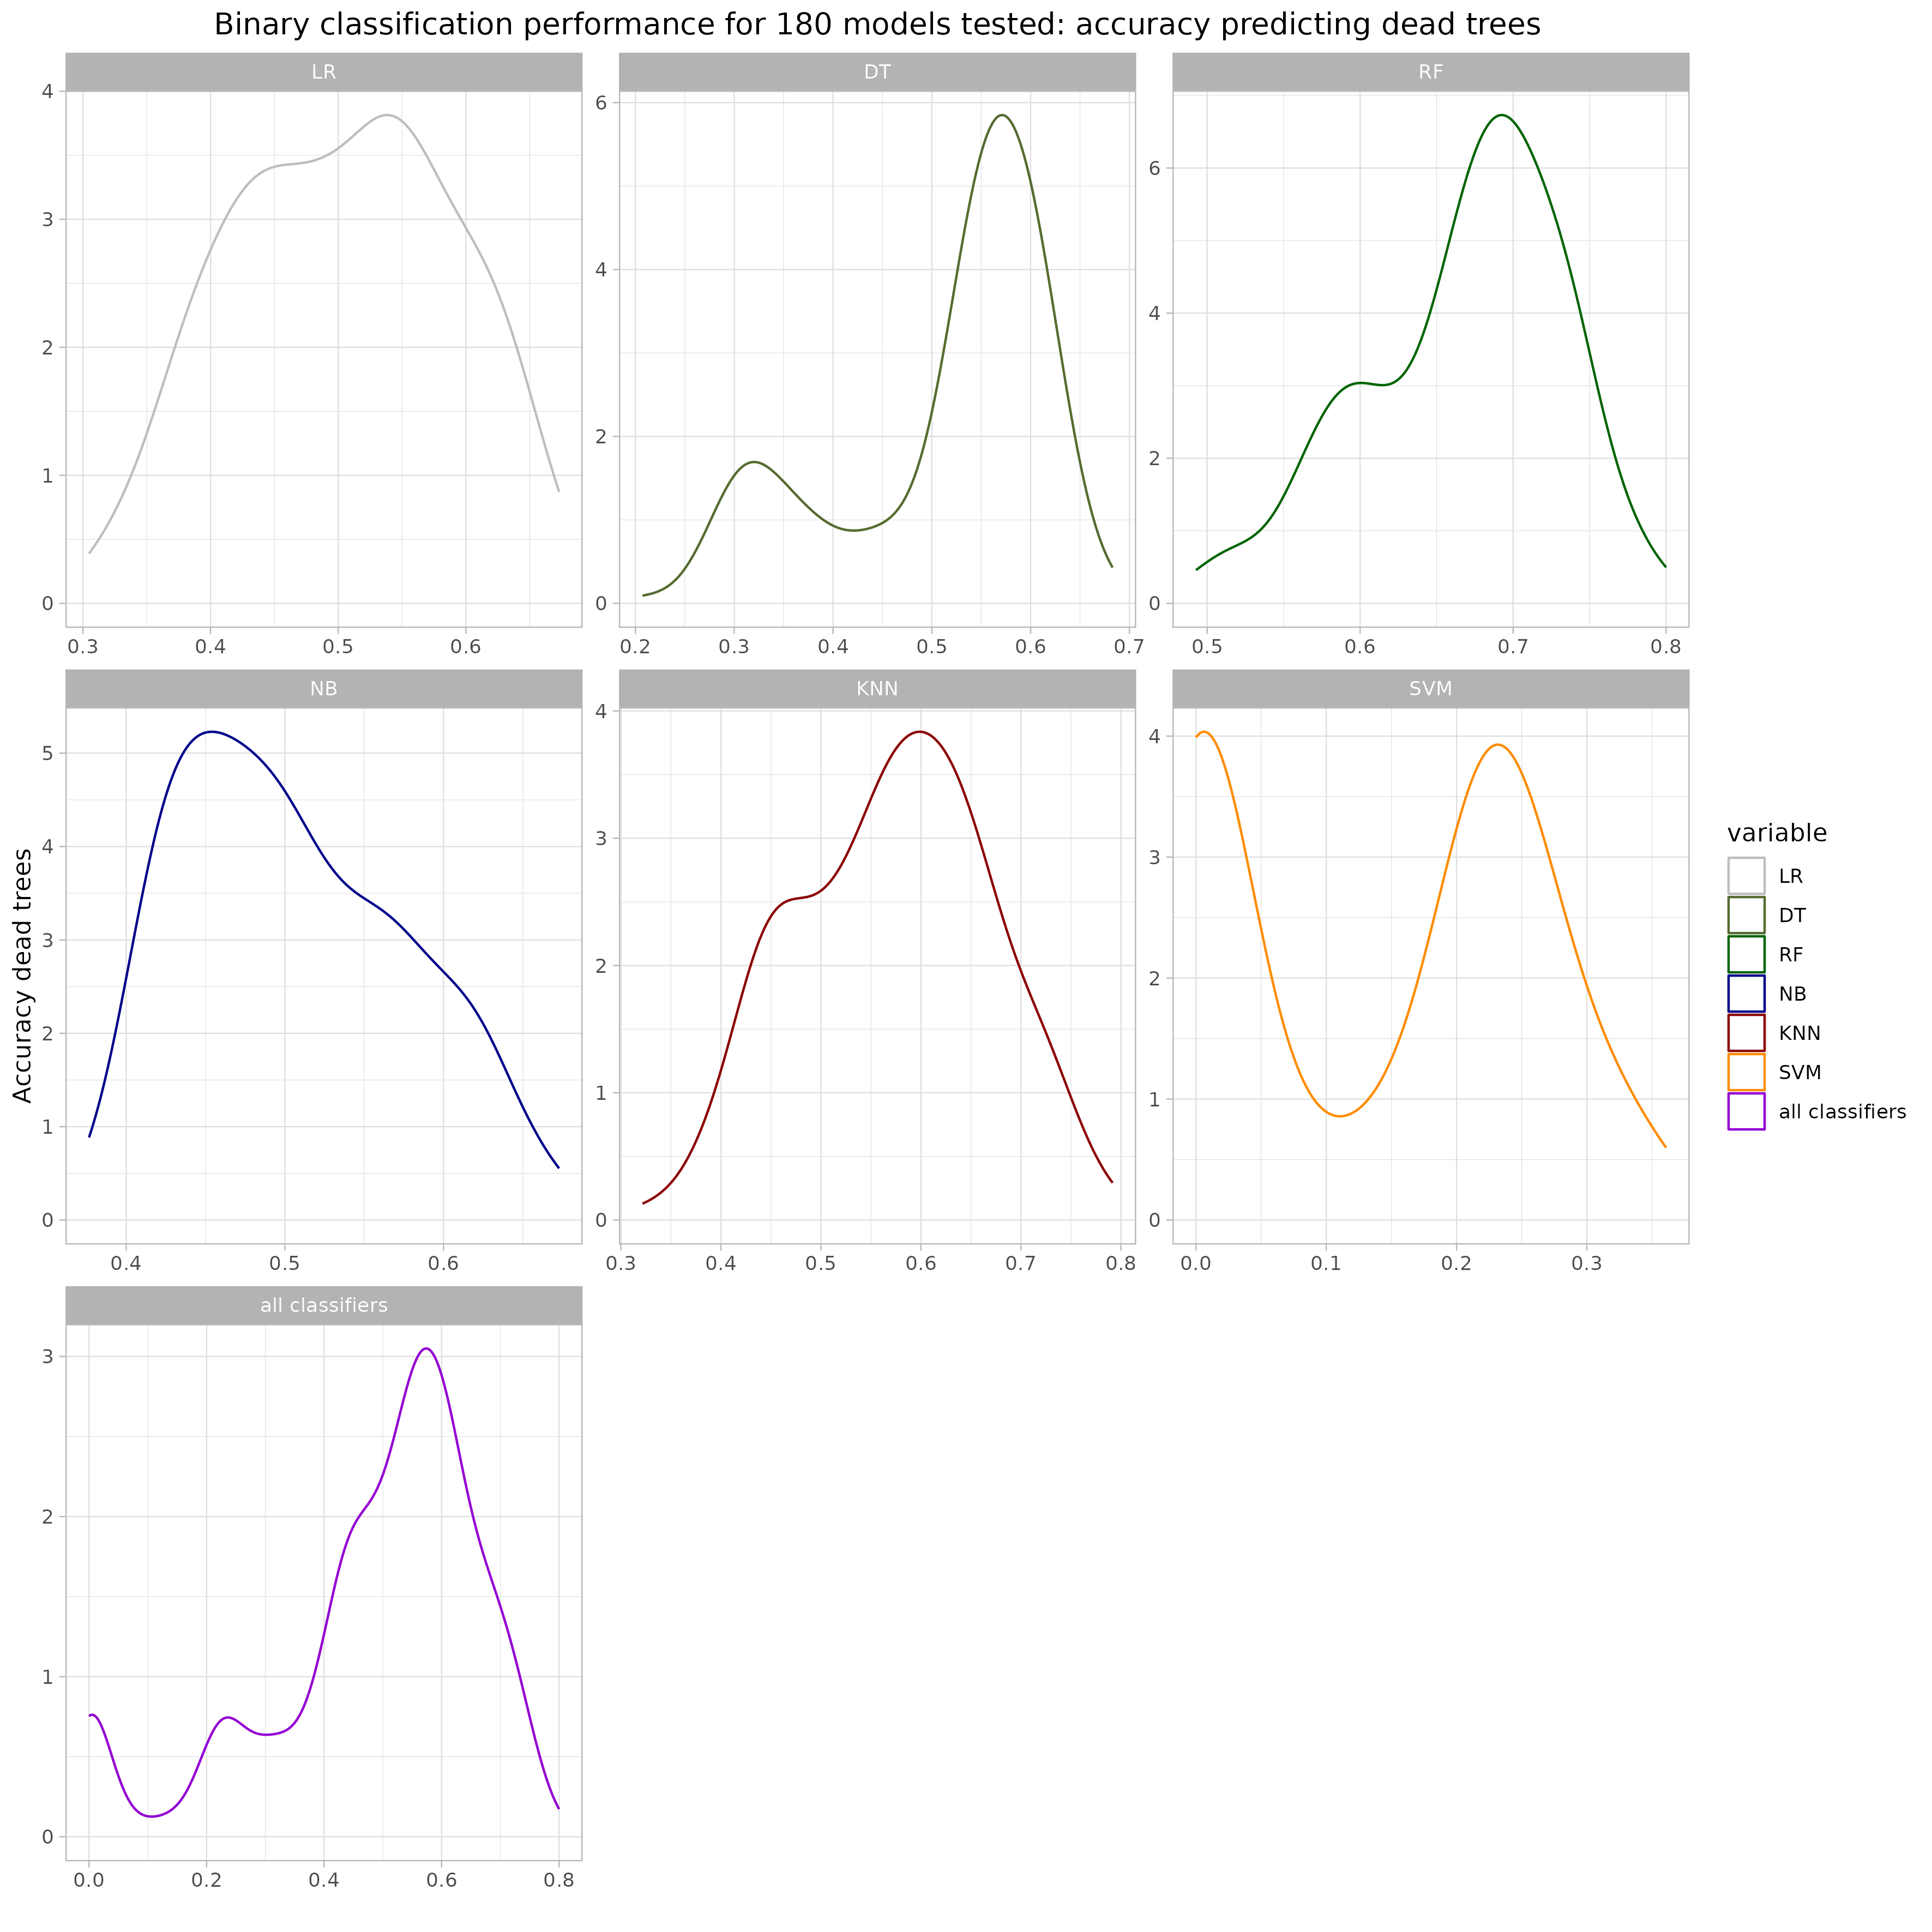 Binary classification performance for 180 models tested: accuracy predicting dead trees
LR
DT
RF
4
3
2
1
0
6
4
2
0
6
4
2
0
0.3 0.4 0.5 0.6
0.2 0.3 0.4 0.5 0.6 0.7
0.5 0.6 0.7 0.8
NB
KNN
SVM
5
4
3
2
1
0
4
3
2
1
0
4
3
2
1
0
0.4 0.5 0.6
0.3 0.4 0.5 0.6 0.7 0.8
0.0 0.1 0.2 0.3
all classifiers
3
2
1
0
0.0 0.2 0.4 0.6 0.8
Accuracy dead trees
variable
LR
DT
RF
NB
KNN
SVM
all classifiers